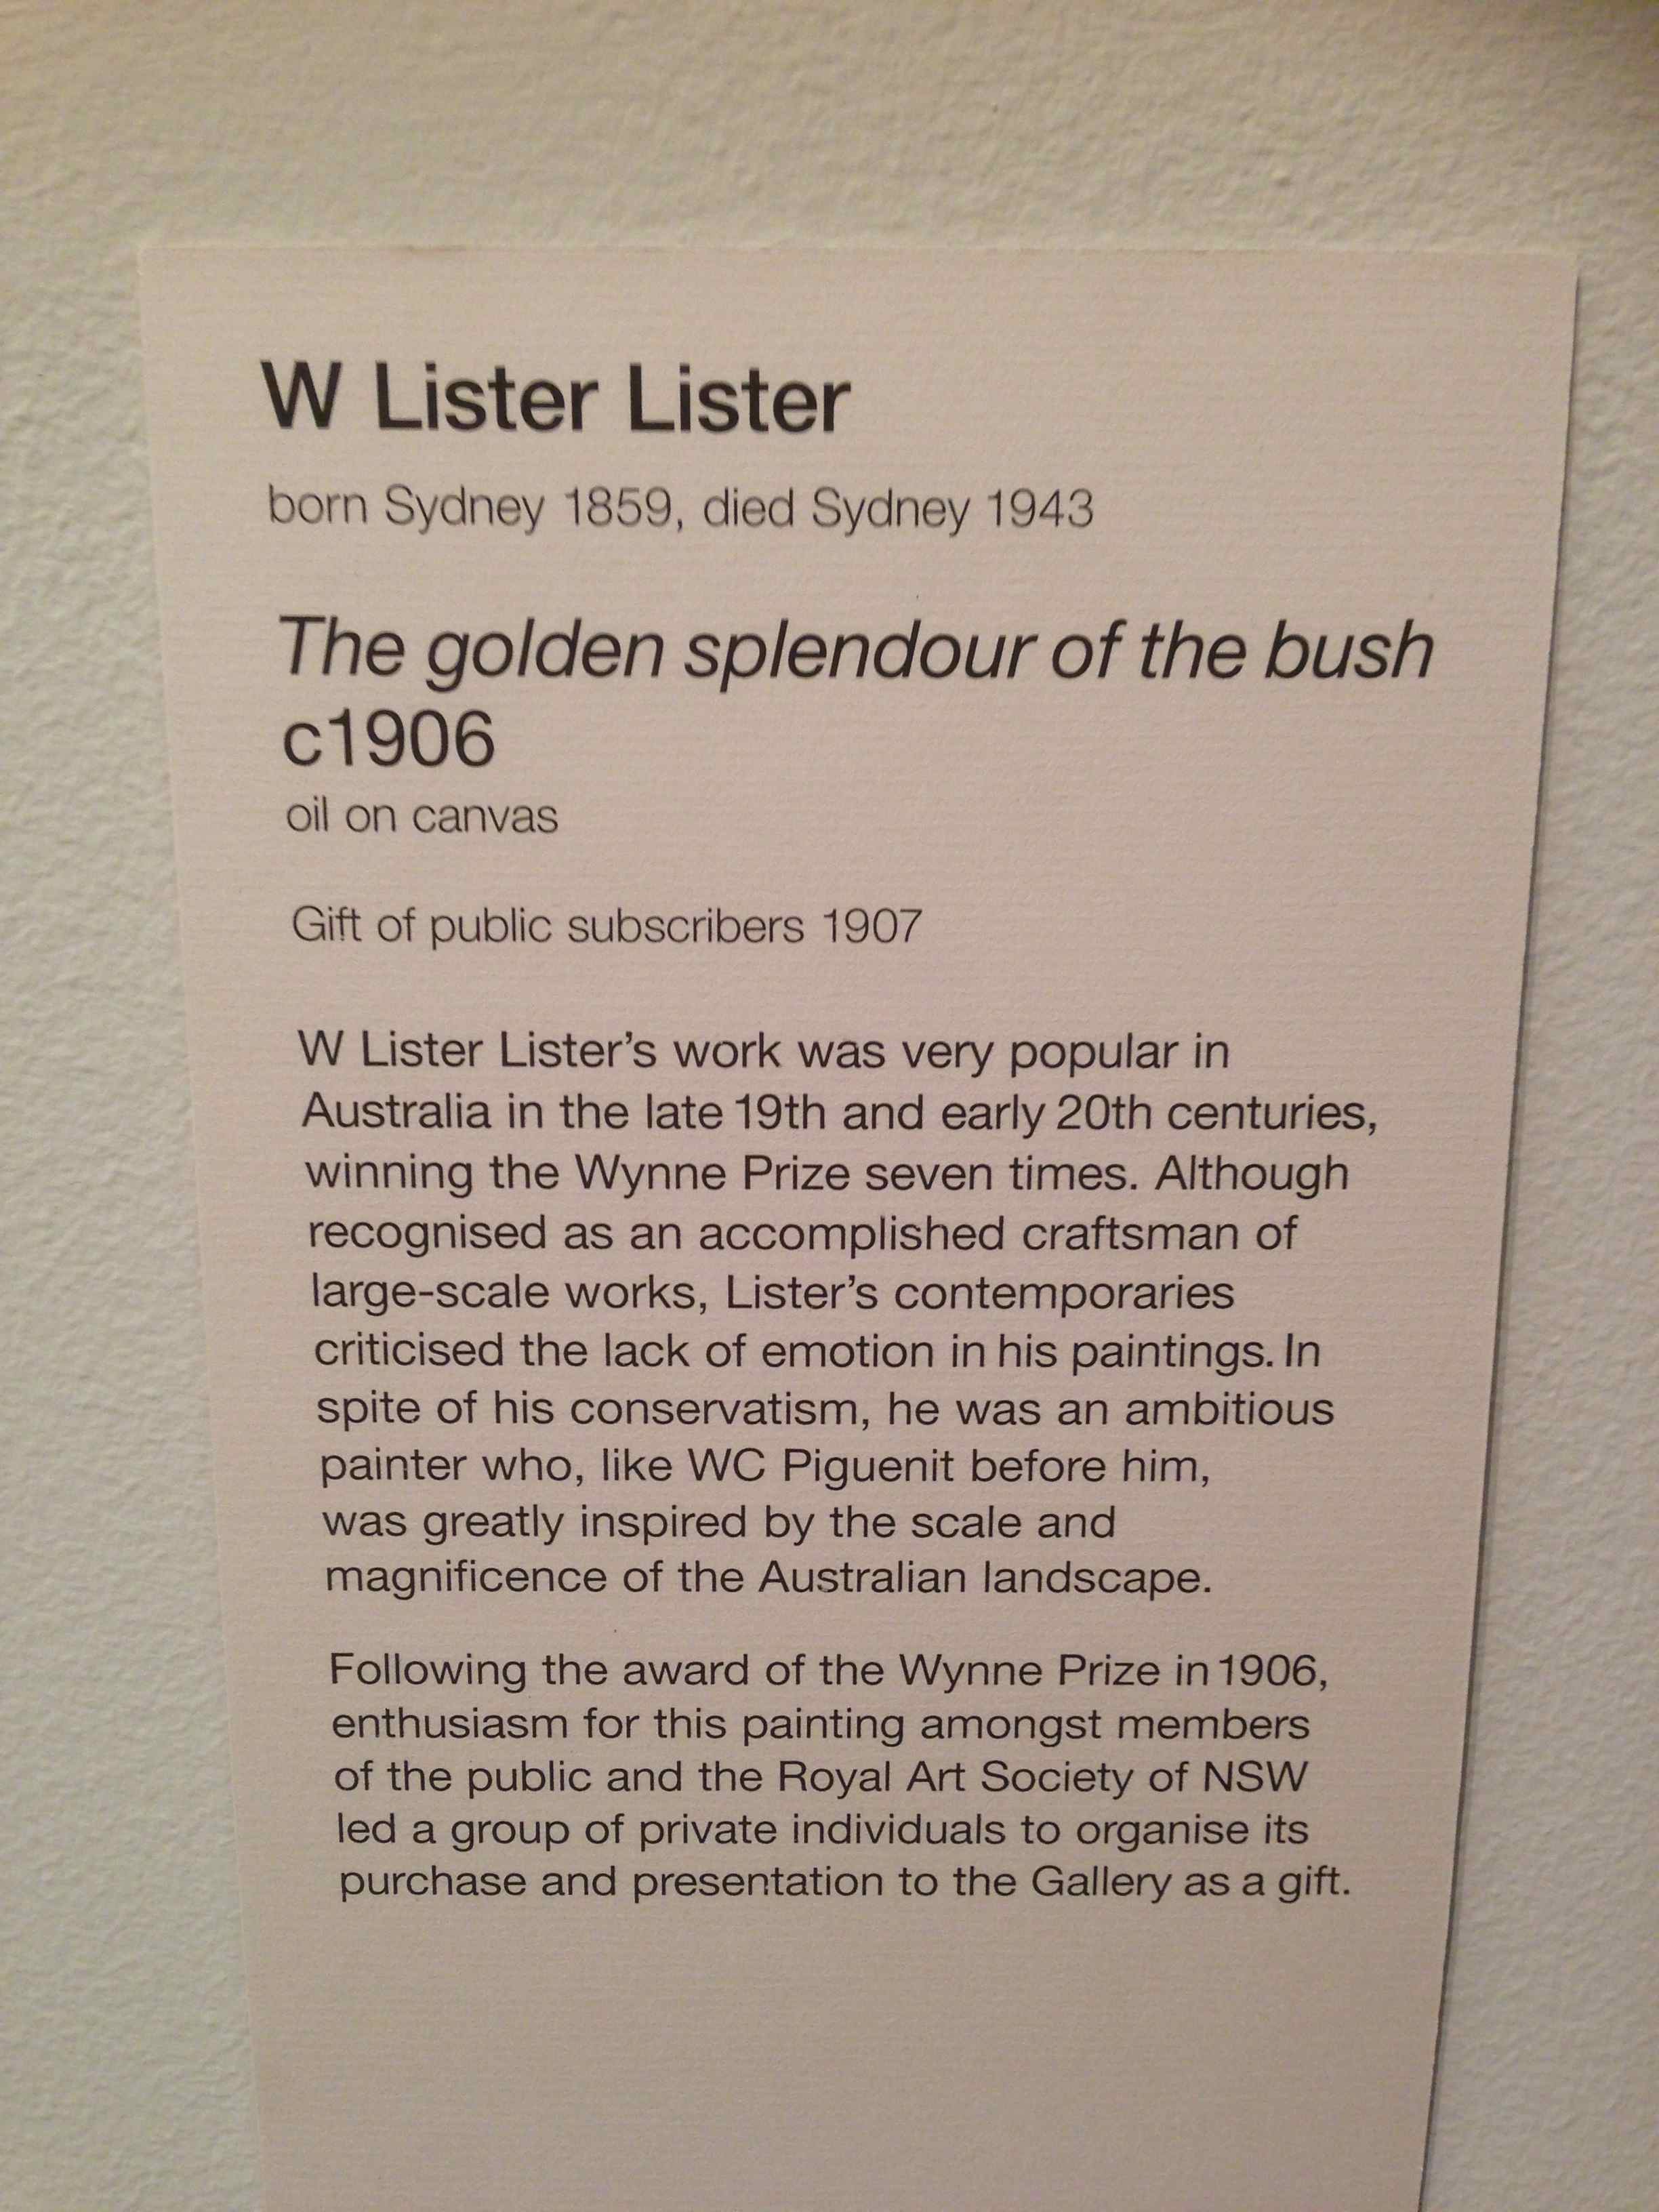 W Lister Lister
born Sydney 1859, died Sydney 1943
The golden splendour of the bush
c1906
oil on canvas
Gift of public subscribers 1907
W Lister Lister's work was very popular in
Australia in the late 19th and early 20th centuries,
winning the Wynne Prize seven times. Although
recognised as an accomplished craftsman of
large-scale works, Lister's contemporaries
criticised the lack of emotion in his paintings. In
spite of his conservatism, he was an ambitious
painter who, like WC Piguenit before him,
was greatly inspired by the scale and
magnificence of the Australian landscape.
Following the award of the Wynne Prize in 1906,
enthusiasm for this painting amongst members
of the public and the Royal Art Society of NSW
led a group of private individuals to organise its
purchase and presentation to the Gallery as a gift.